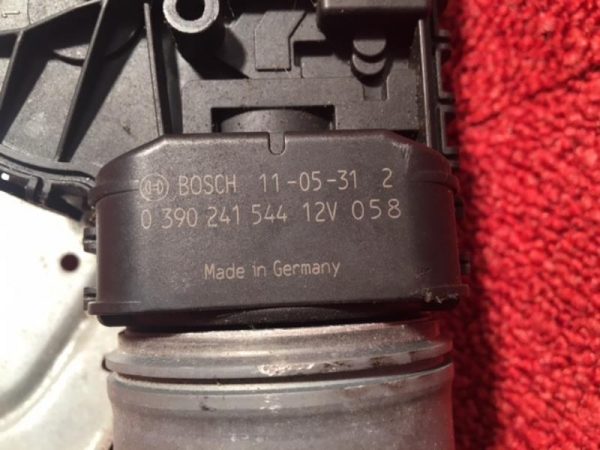 BOSCH 11-05-31 2
0 390 241 544 12V 058
Made in Germany